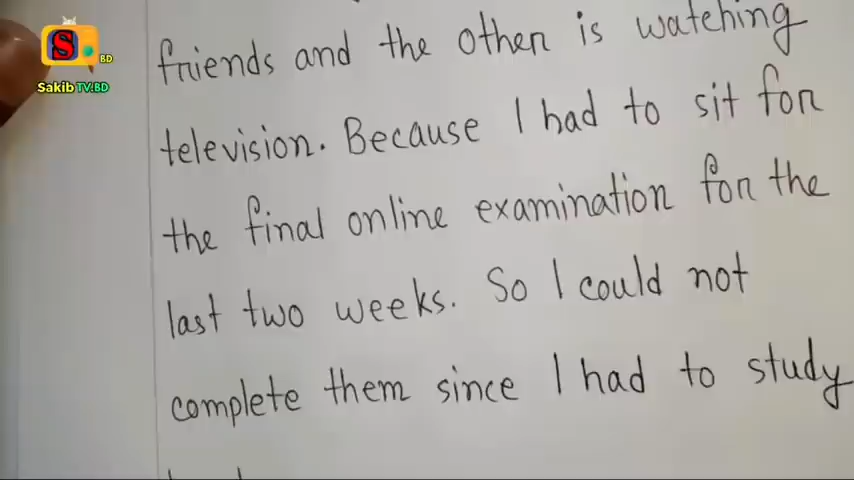 S
BD
Sakib TV.BD
friends and the other is watching
television. Because I had to sit for
the final online examination for the
last two weeks. So I could not
complete them since I had to study